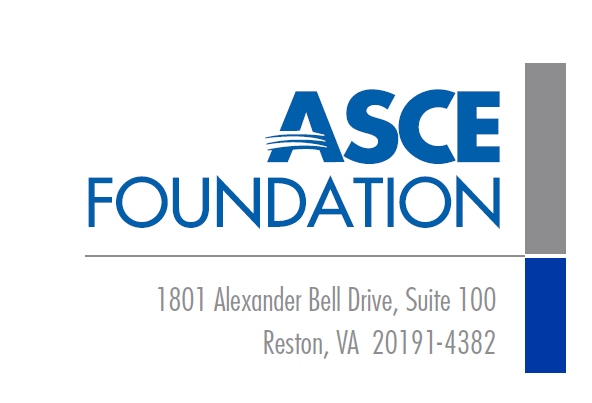 ASCE
FOUNDATION
1801 Alexander Bell Drive, Suite 100
Reston, VA  20191-4382